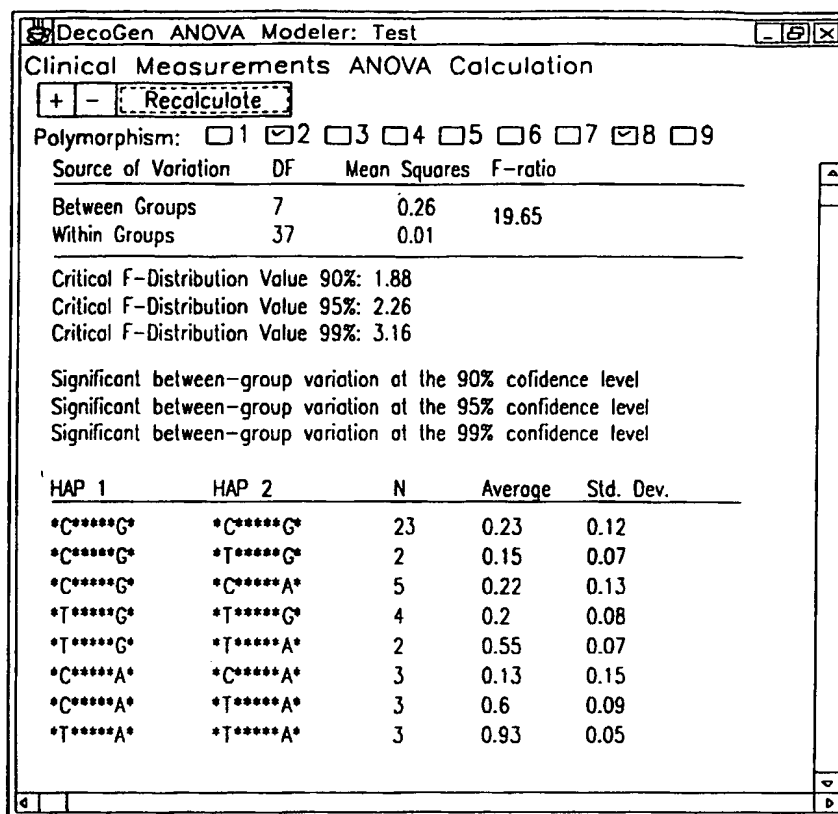 DecoGen ANOVA Modeler: Test
Clinical Measurements ANOVA Calculation
+ - Recalculate
Polymorphism: 1 2 3 4 5 6 7 8 9
Source of Variation DF Mean Squares F-ratio
Between Groups 7 0.26 19.65
Within Groups 37 0.01
Critical F-Distribution Value 90%: 1.88
Critical F-Distribution Value 95%: 2.26
Critical F-Distribution Value 99%: 3.16
Significant between-group variation at the 90% cofidence level
Significant between-group variation at the 95% confidence level
Significant between-group variation at the 99% confidence level
HAP 1 HAP 2 N Average Std. Dev.
*C*****G* *C*****G* 23 0.23 0.12
*C*****G* *T*****G* 2 0.15 0.07
*C*****G* *C*****A* 5 0.22 0.13
*T*****G* *T*****G* 4 0.2 0.08
*T*****G* *T*****A* 2 0.55 0.07
*C*****A* *C*****A* 3 0.13 0.15
*C*****A* *T*****A* 3 0.6 0.09
*T*****A* *T*****A* 3 0.93 0.05